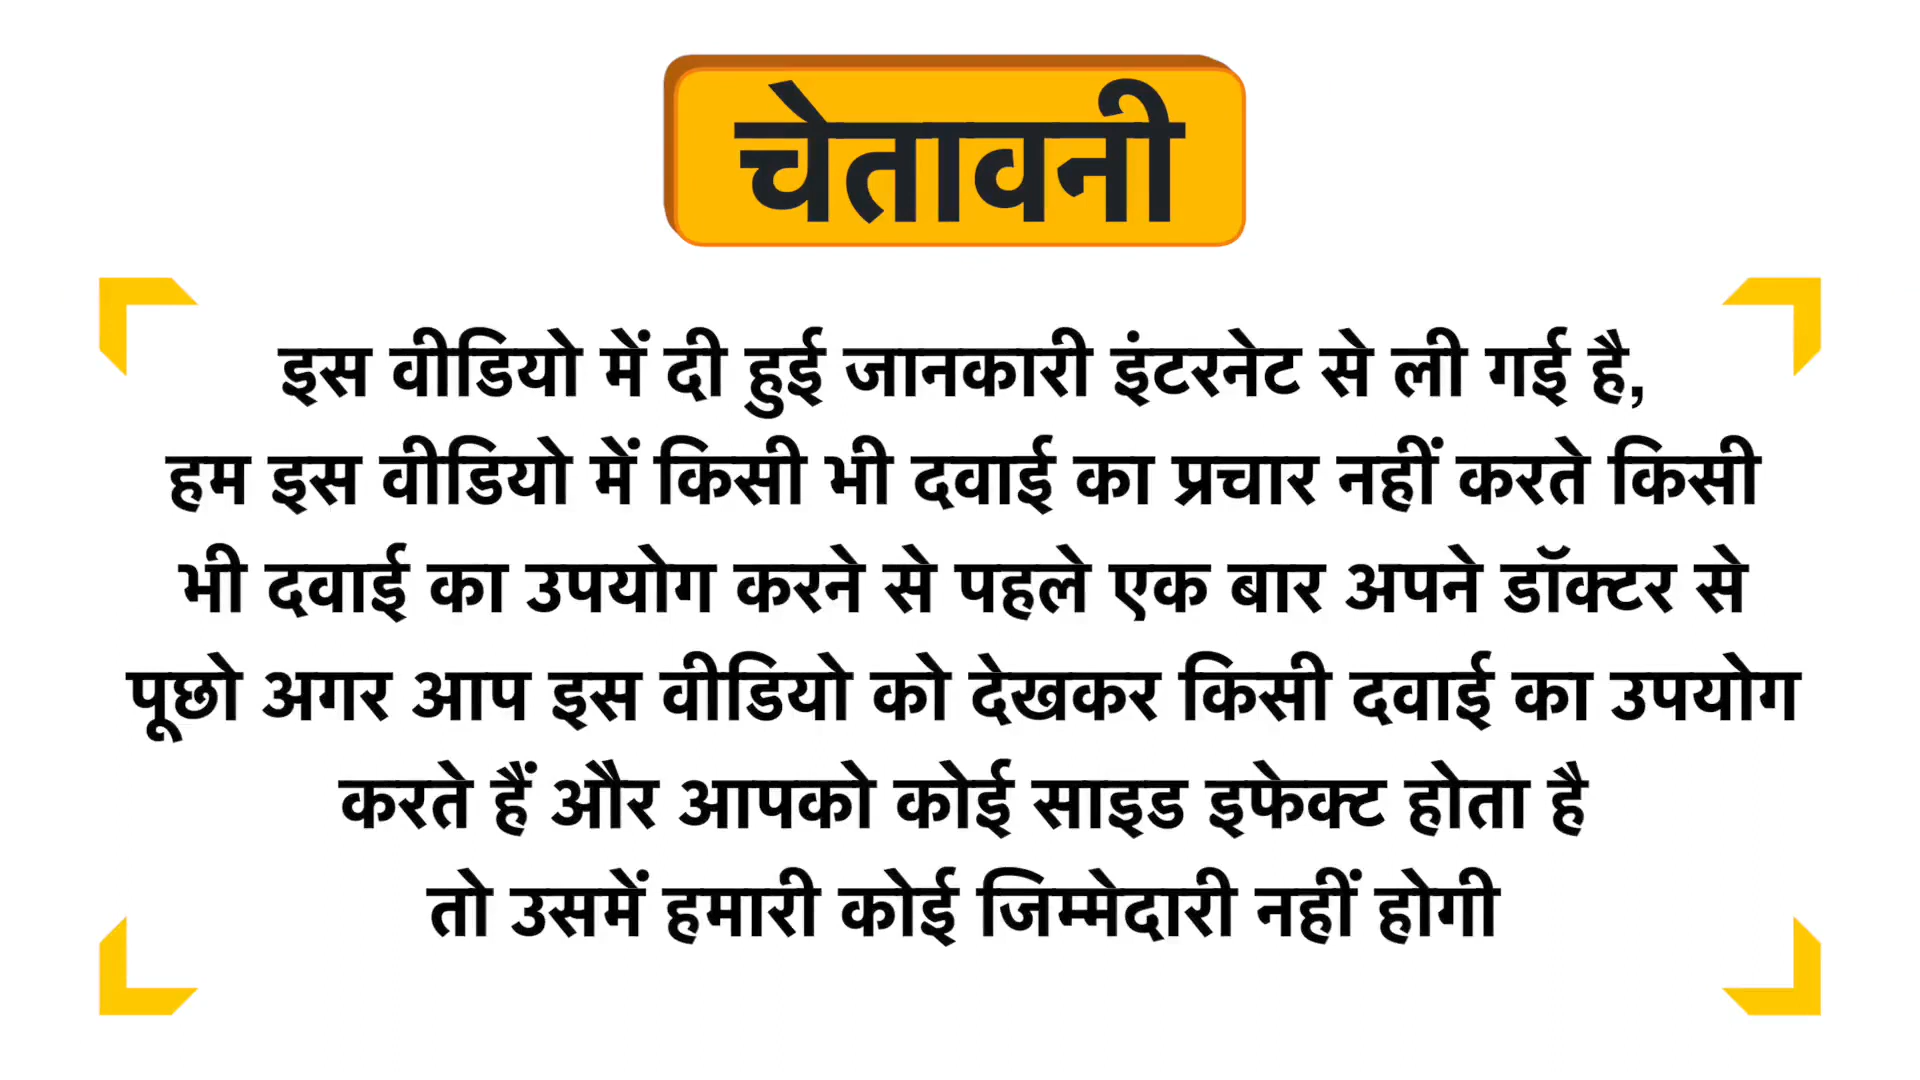 चेतावनी
इस वीडियो में दी हुई जानकारी इंटरनेट से ली गई है,
हम इस वीडियो में किसी भी दवाई का प्रचार नहीं करते किसी
भी दवाई का उपयोग करने से पहले एक बार अपने डॉक्टर से
पूछो अगर आप इस वीडियो को देखकर किसी दवाई का उपयोग
करते हैं और आपको कोई साइड इफेक्ट होता है
तो उसमें हमारी कोई जिम्मेदारी नहीं होगी